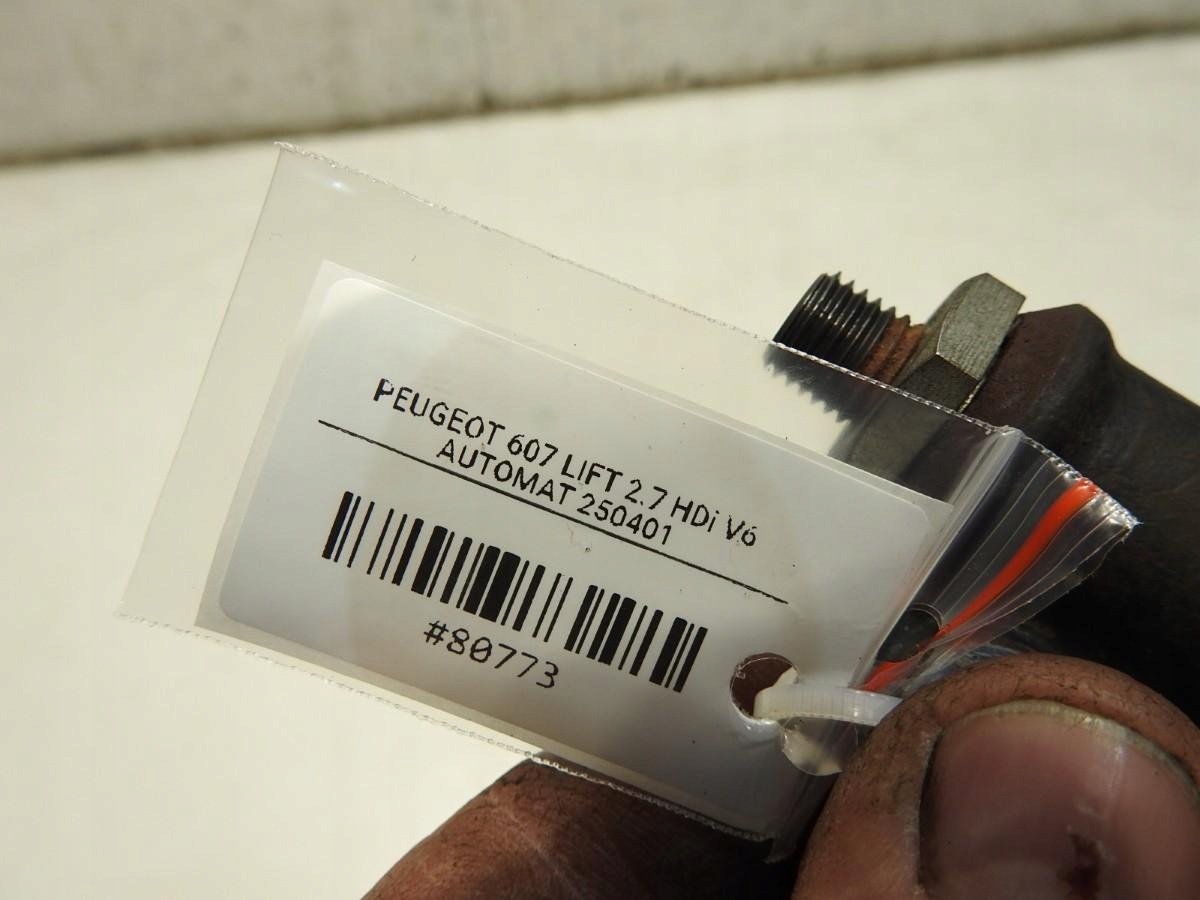 PEUGEOT 607 LIFT 2.7 HDi V6
AUTOMAT 250401
#80773